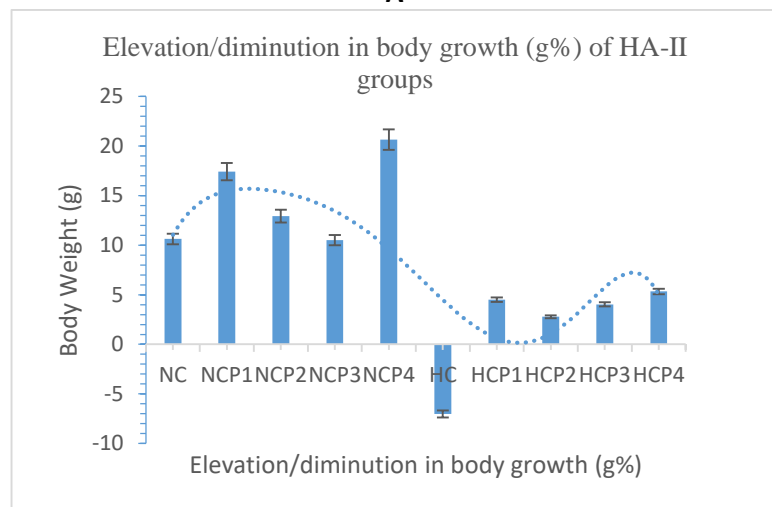 Elevation/diminution in body growth (g%) of HA-II
groups
25
20
15
10
5
0
-5
-10
Body Weight (g)
NC NCP1 NCP2 NCP3 NCP4 HC HCP1 HCP2 HCP3 HCP4
Elevation/diminution in body growth (g%)